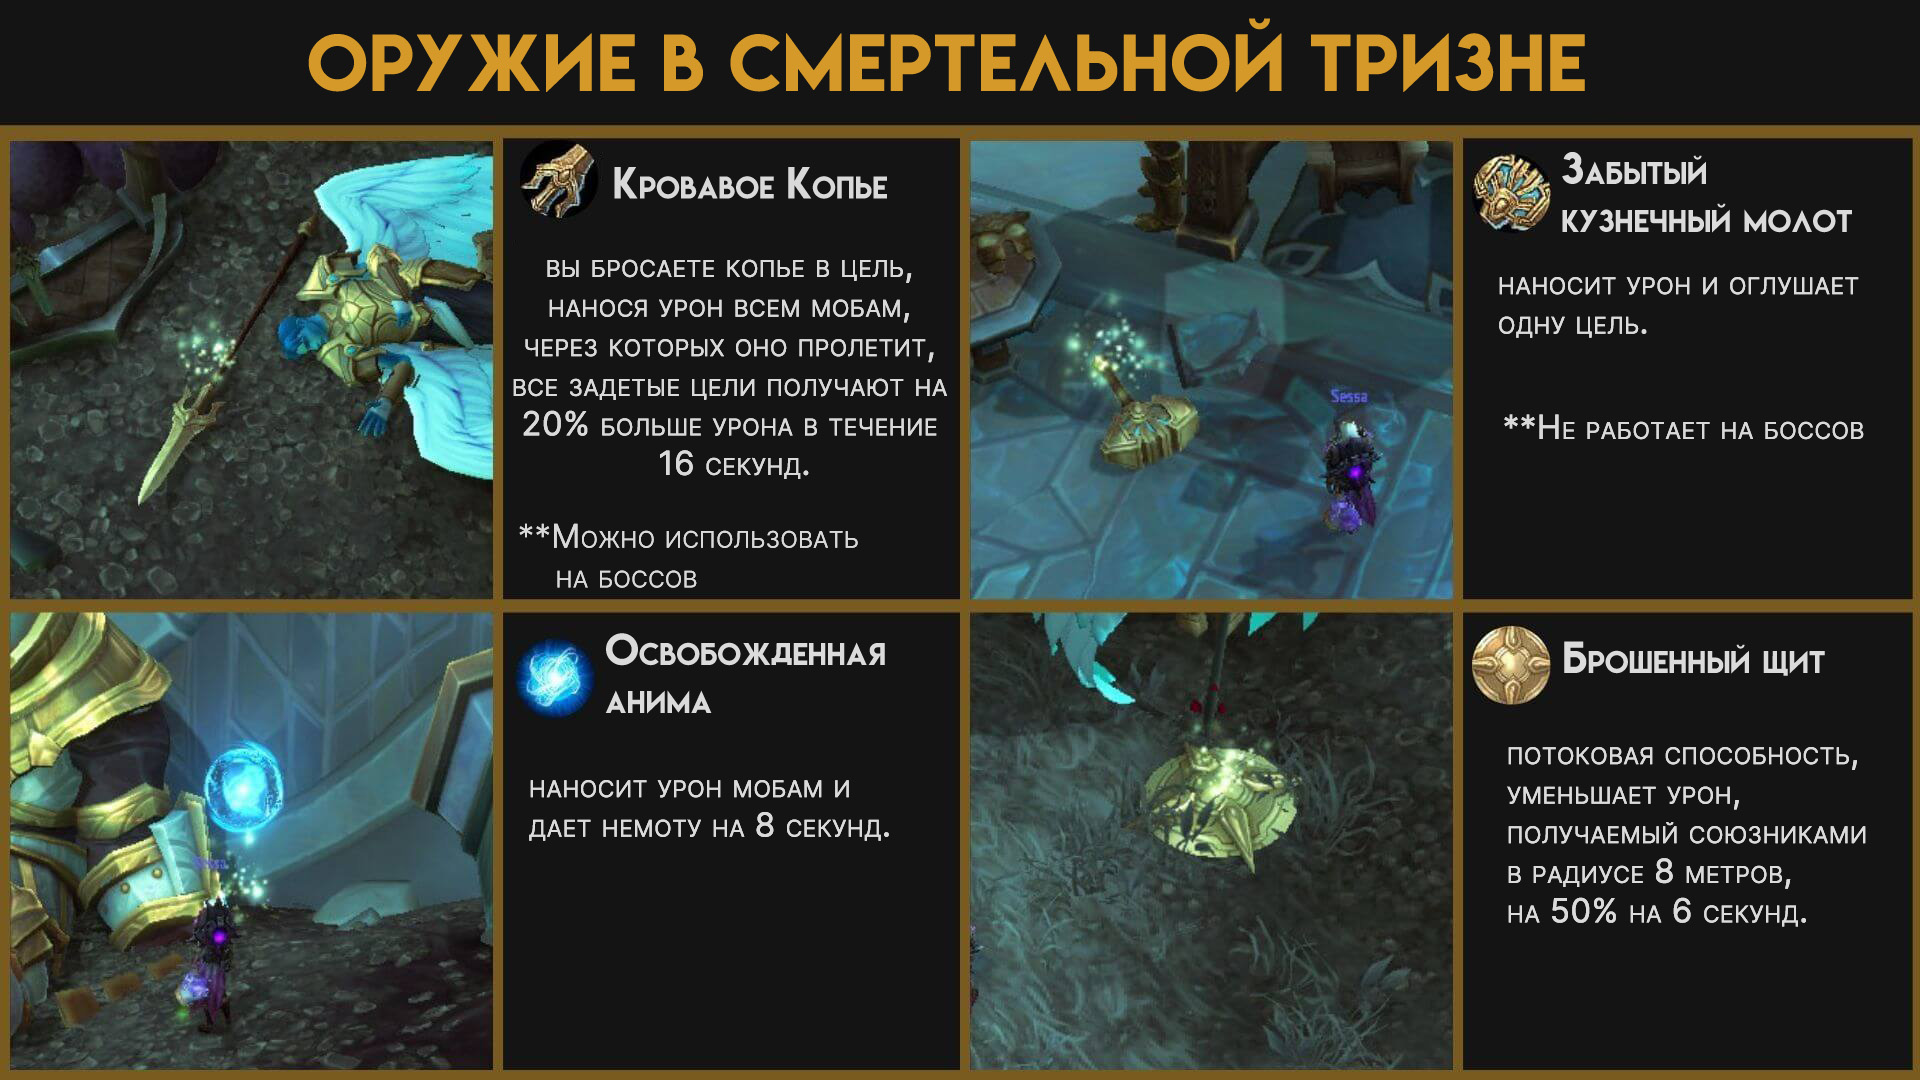 ОРУЖИЕ В СМЕРТЕЛЬНОЙ ТРИЗНЕ
Кровавое Копье
вы бросаете копье в цель,
нанося урон всем мобам,
через которых оно пролетит,
все задетые цели получают на
20% больше урона в течение
16 секунд.
**Можно использовать
на боссов
Забытый
кузнечный молот
наносит урон и оглушает
одну цель.
**Не работает на боссов
Sessa
Освобожденная
анима
наносит урон мобам и
дает немоту на 8 секунд.
Sessa
Брошенный щит
потоковая способность,
уменьшает урон,
получаемый союзниками
в радиусе 8 метров,
на 50% на 6 секунд.